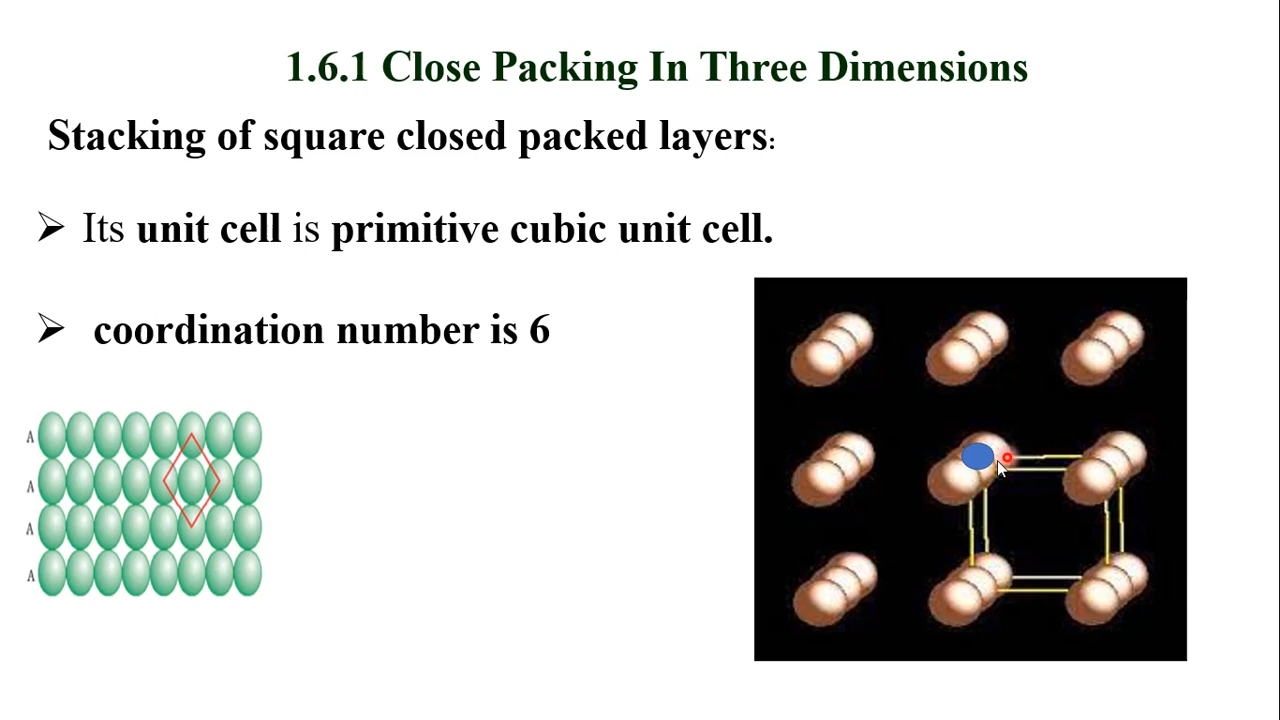 1.6.1 Close Packing In Three Dimensions
Stacking of square closed packed layers:
➢ Its unit cell is primitive cubic unit cell.
➢ coordination number is 6
A
A
A
A